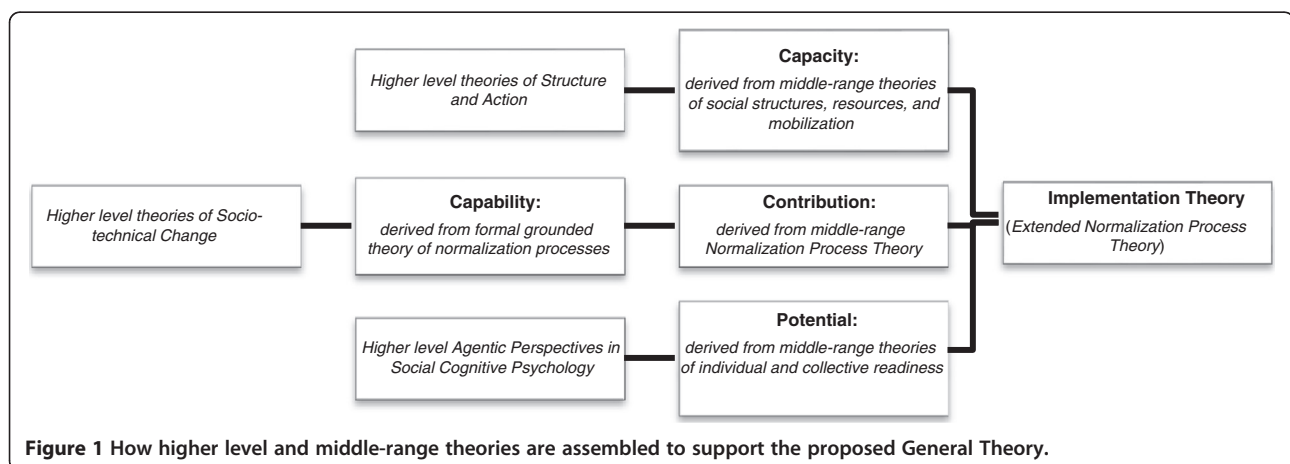 Higher level theories of Structure
and Action
Capacity:
derived from middle-range theories
of social structures, resources, and
mobilization
Higher level theories of Socio-
technical Change
Capability:
derived from formal grounded
theory of normalization processes
Contribution:
derived from middle-range
Normalization Process Theory
Implementation Theory
(Extended Normalization Process
Theory)
Higher level Agentic Perspectives in
Social Cognitive Psychology
Potential:
derived from middle-range theories
of individual and collective readiness
Figure 1 How higher level and middle-range theories are assembled to support the proposed General Theory.